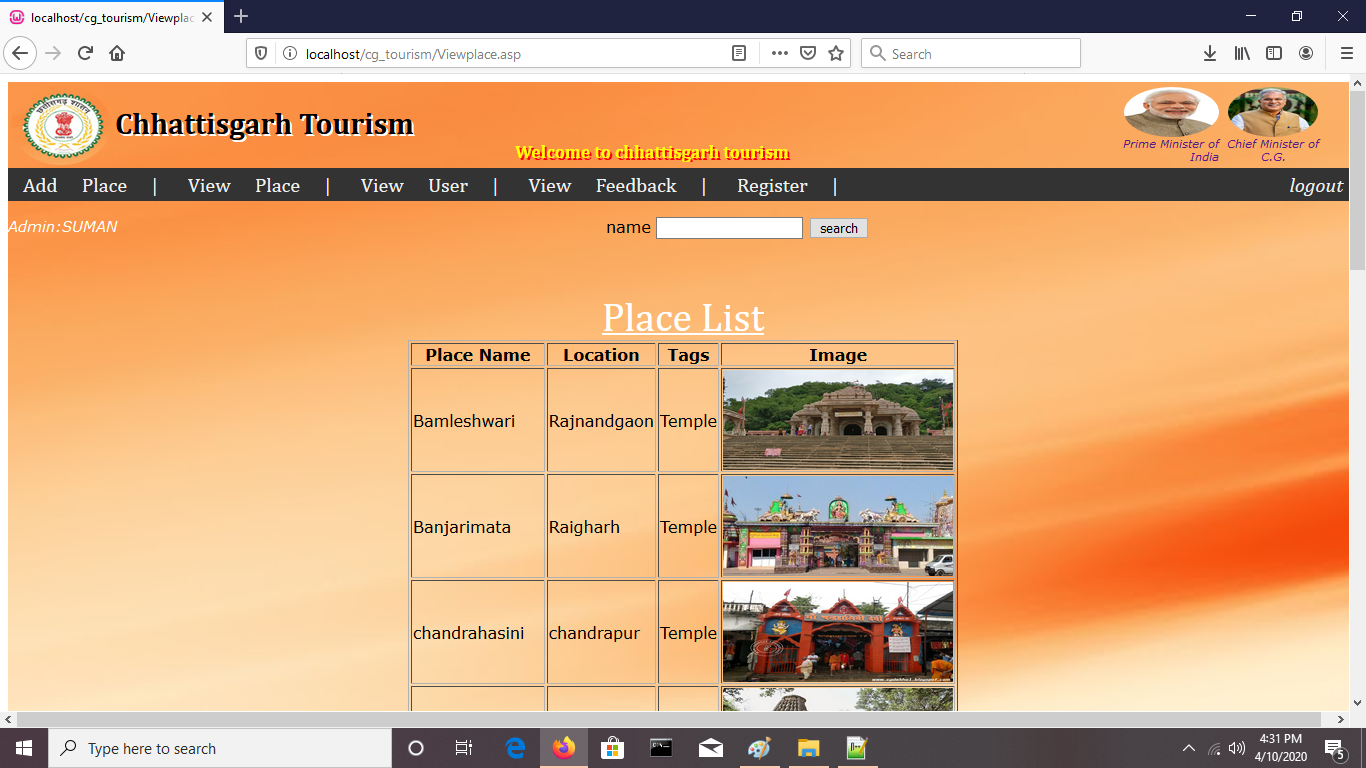 localhost/cg_tourism/Viewplac
localhost/cg_tourism/Viewplace.asp
Search
छत्तीसगढ़ शासन
Chhattisgarh Tourism
Welcome to chhattisgarh tourism
Prime Minister of India
Chief Minister of C.G.
Add Place | View Place | View User | View Feedback | Register | logout
Admin:SUMAN
name search
Place List
Place Name Location Tags Image
Bamleshwari Rajnandgaon Temple
Banjarimata Raigharh Temple
chandrahasini chandrapur Temple
Type here to search
4:31 PM
4/10/2020
5